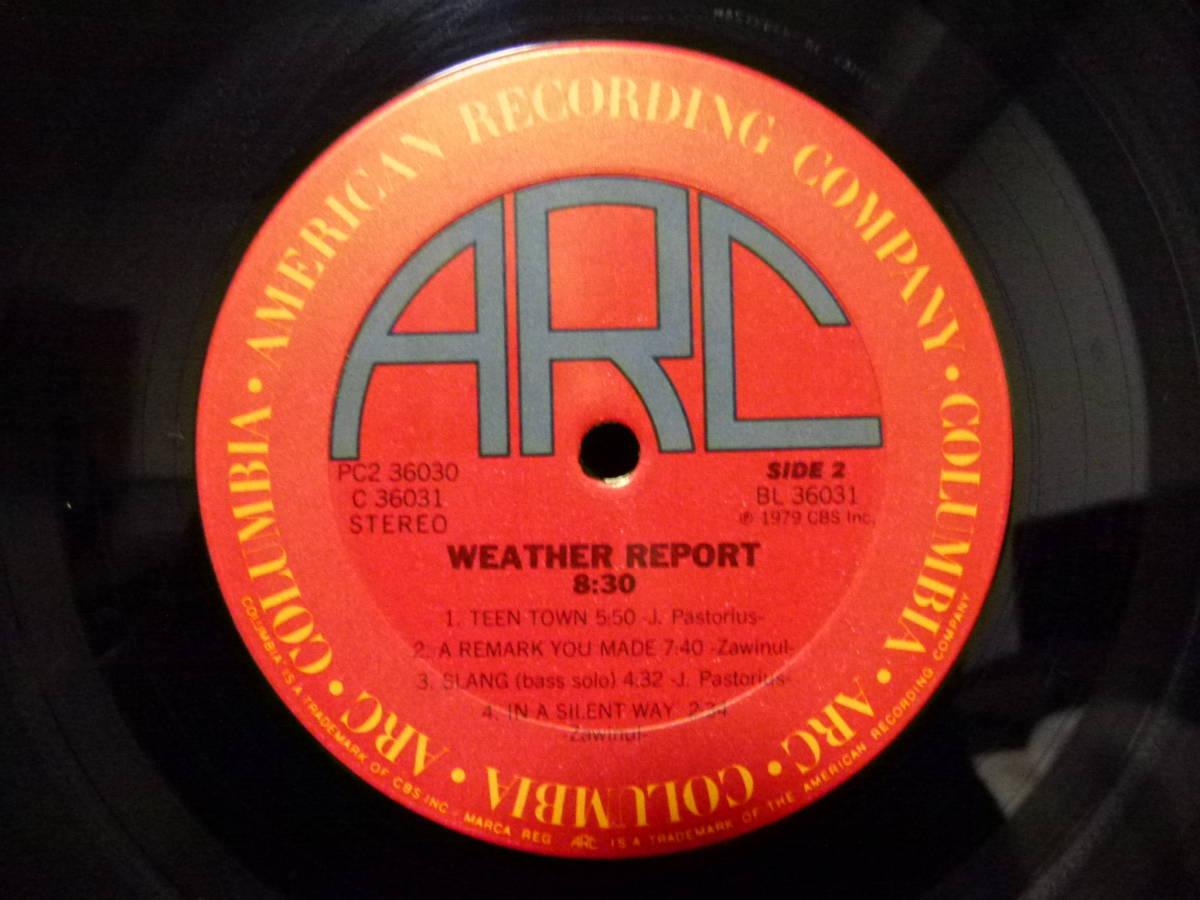 COLUMBIA • AMERICAN RECORDING COMPANY • COLUMBIA • ARC • COLUMBIA • ARC •
ARC
PC2 36030
C 36031
STEREO
SIDE 2
BL 36031
℗ 1979 CBS Inc.
WEATHER REPORT
8:30
1. TEEN TOWN 5:50 -J. Pastorius-
2. A REMARK YOU MADE 7:40 -Zawinul-
3. SLANG (bass solo) 4:32 -J. Pastorius-
4. IN A SILENT WAY 2:34
-Zawinul-
COLUMBIA IS A TRADEMARK OF CBS INC. MARCA REG. ARC IS A TRADEMARK OF THE AMERICAN RECORDING COMPANY